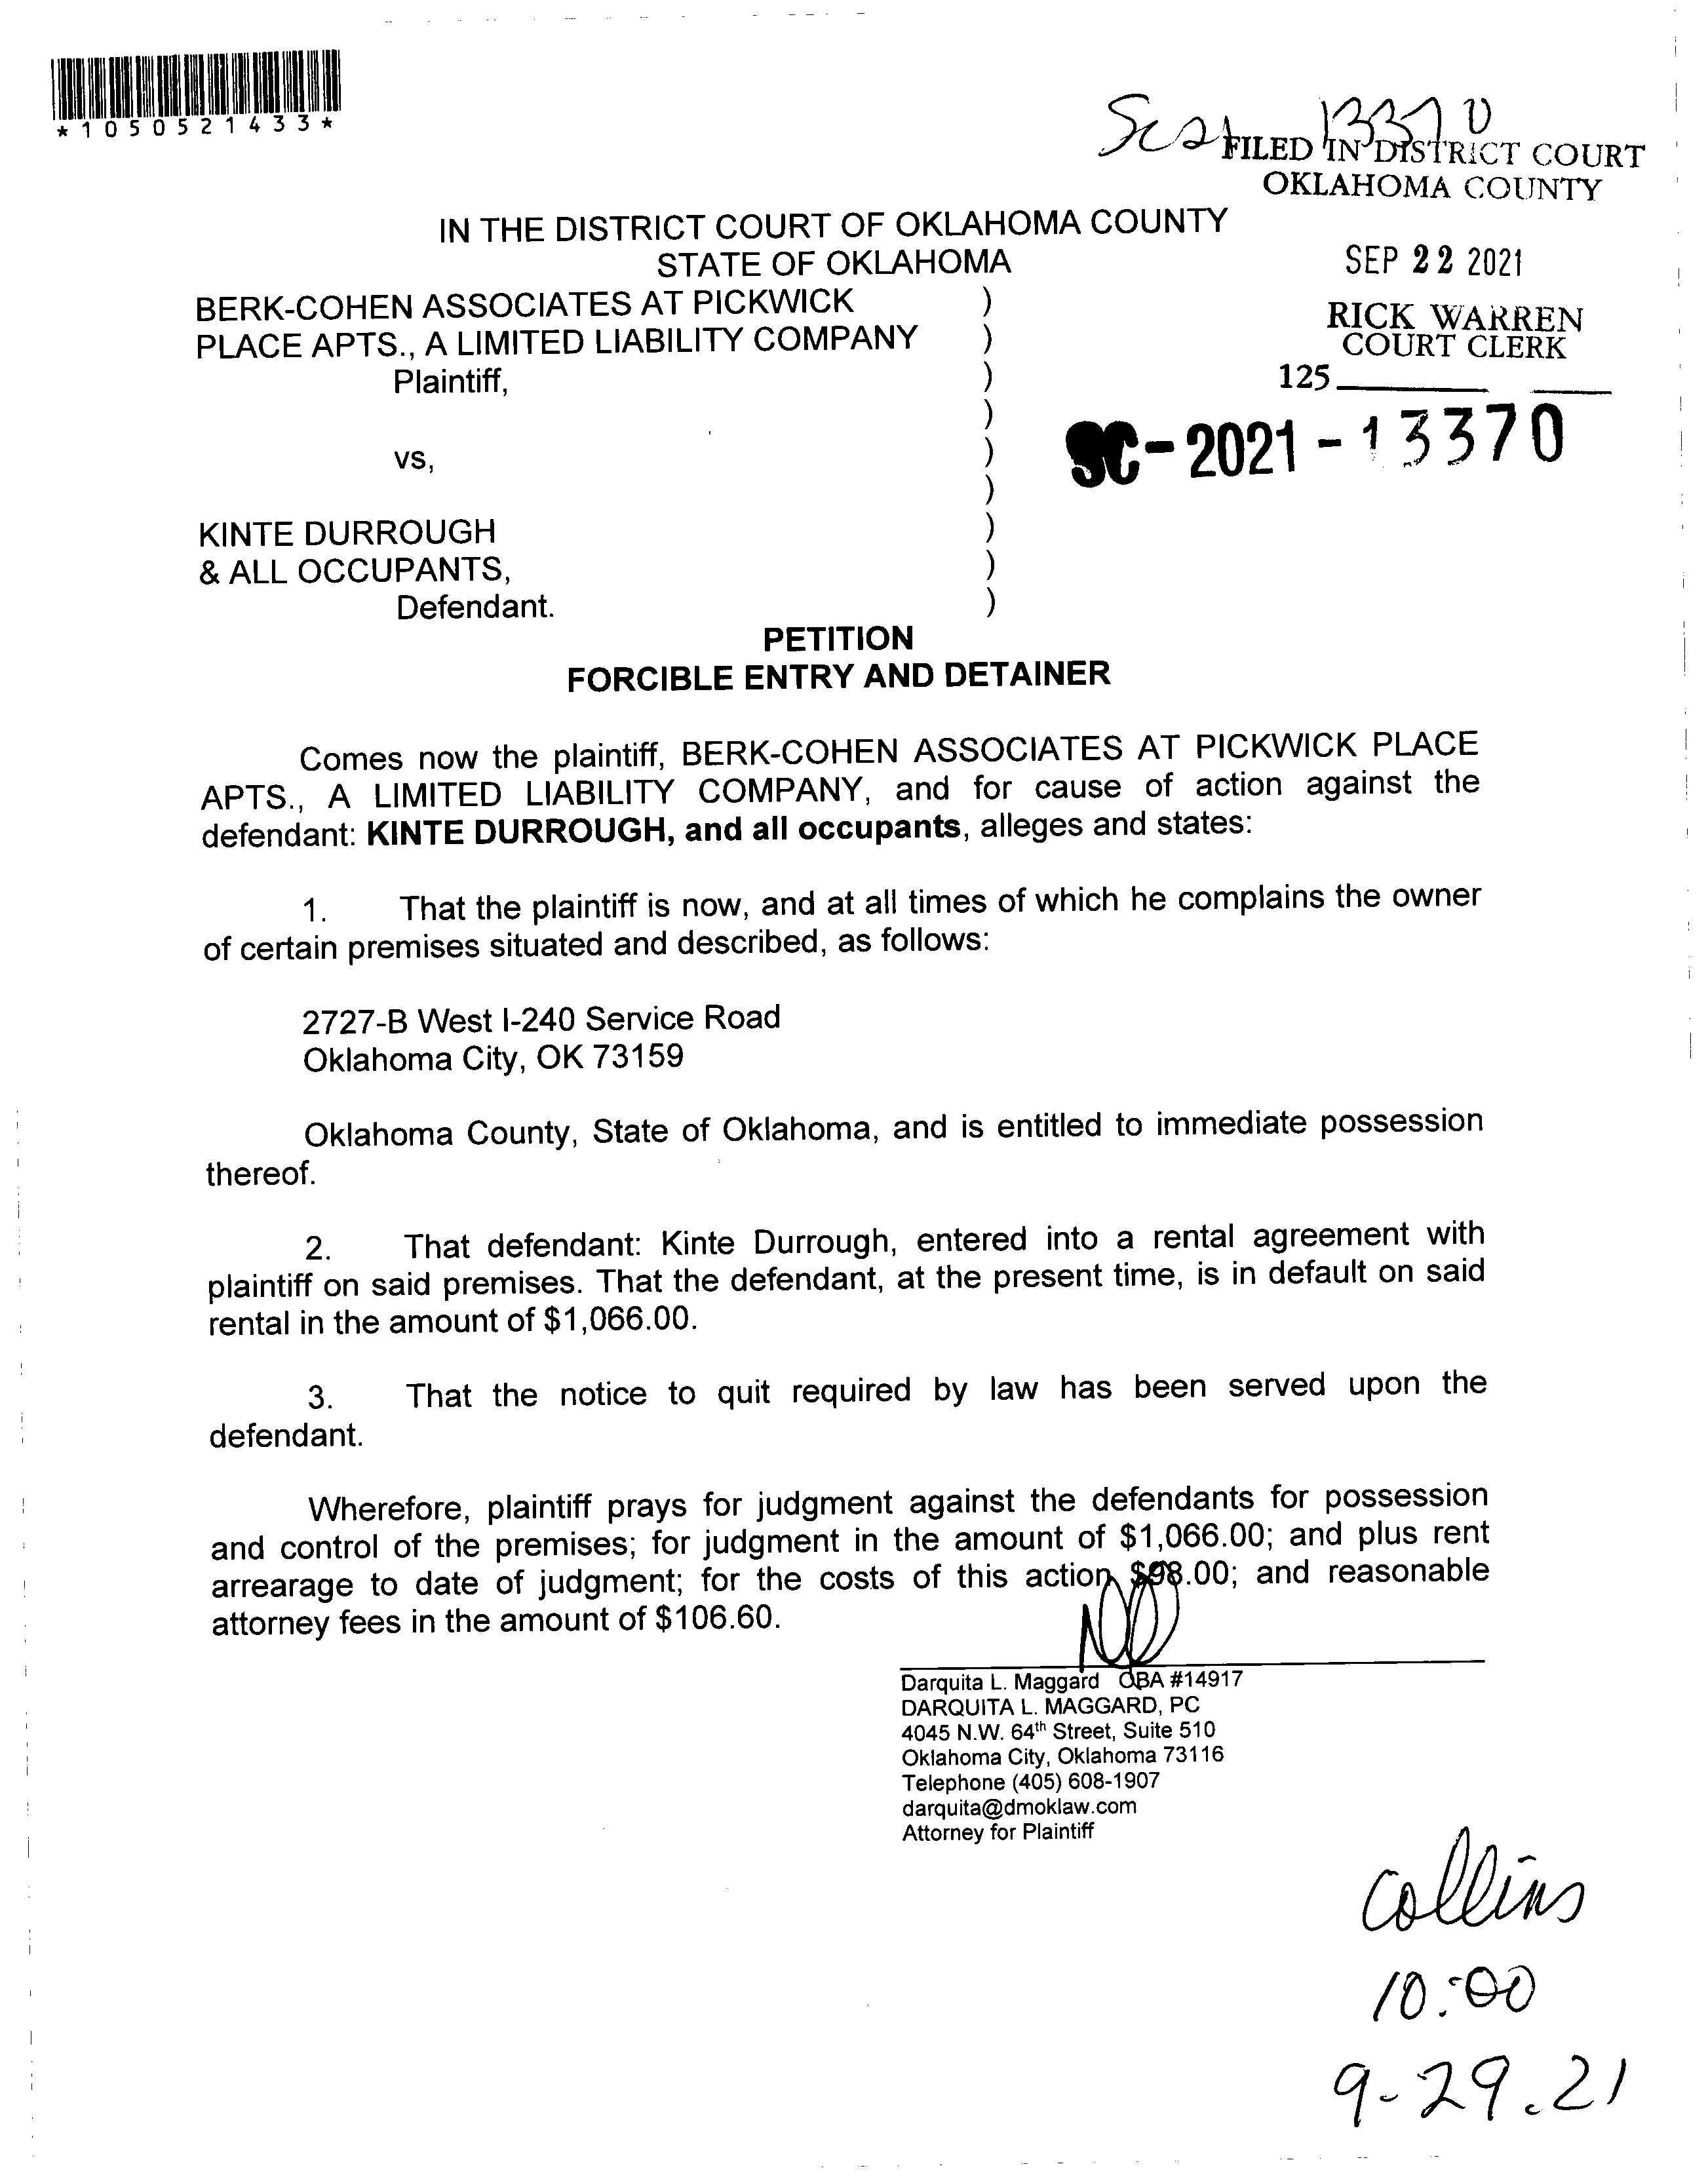 *1050521433*
Sc21 13370
FILED IN DISTRICT COURT
OKLAHOMA COUNTY
IN THE DISTRICT COURT OF OKLAHOMA COUNTY
STATE OF OKLAHOMA
SEP 22 2021
BERK-COHEN ASSOCIATES AT PICKWICK )
PLACE APTS., A LIMITED LIABILITY COMPANY )
Plaintiff, )
RICK WARREN
COURT CLERK
125
)
vs, )
SC-2021-13370
)
KINTE DURROUGH )
& ALL OCCUPANTS, )
Defendant. )
PETITION
FORCIBLE ENTRY AND DETAINER
Comes now the plaintiff, BERK-COHEN ASSOCIATES AT PICKWICK PLACE
APTS., A LIMITED LIABILITY COMPANY, and for cause of action against the
defendant: KINTE DURROUGH, and all occupants, alleges and states:
1. That the plaintiff is now, and at all times of which he complains the owner
of certain premises situated and described, as follows:
2727-B West I-240 Service Road
Oklahoma City, OK 73159
Oklahoma County, State of Oklahoma, and is entitled to immediate possession
thereof.
2. That defendant: Kinte Durrough, entered into a rental agreement with
plaintiff on said premises. That the defendant, at the present time, is in default on said
rental in the amount of $1,066.00.
3. That the notice to quit required by law has been served upon the
defendant.
Wherefore, plaintiff prays for judgment against the defendants for possession
and control of the premises; for judgment in the amount of $1,066.00; and plus rent
arrearage to date of judgment; for the costs of this action, $98.00; and reasonable
attorney fees in the amount of $106.60.
Darquita L. Maggard OBA #14917
DARQUITA L. MAGGARD, PC
4045 N.W. 64th Street, Suite 510
Oklahoma City, Oklahoma 73116
Telephone (405) 608-1907
darquita@dmoklaw.com
Attorney for Plaintiff
Collins
10:00
9-29.21